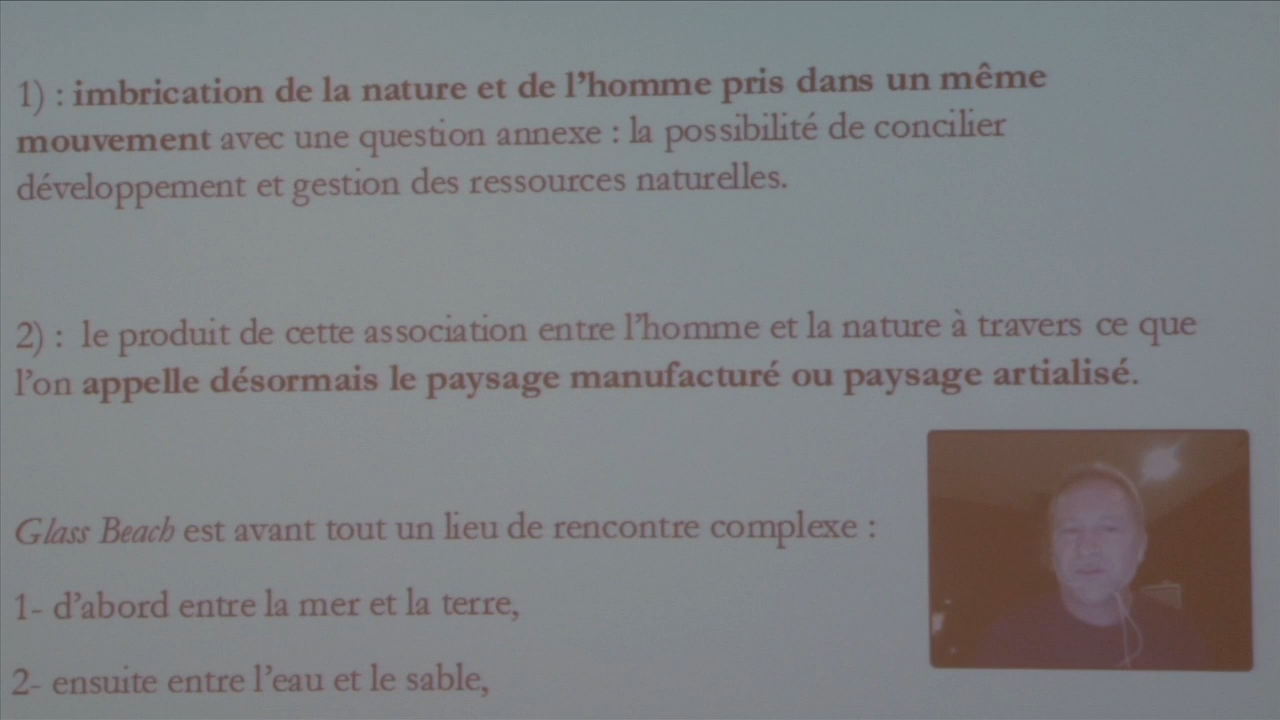 1) : imbrication de la nature et de l'homme pris dans un même
mouvement avec une question annexe : la possibilité de concilier
développement et gestion des ressources naturelles.
2) : le produit de cette association entre l'homme et la nature à travers ce que
l'on appelle désormais le paysage manufacturé ou paysage artialisé.
Glass Beach est avant tout un lieu de rencontre complexe :
1- d'abord entre la mer et la terre,
2- ensuite entre l'eau et le sable,